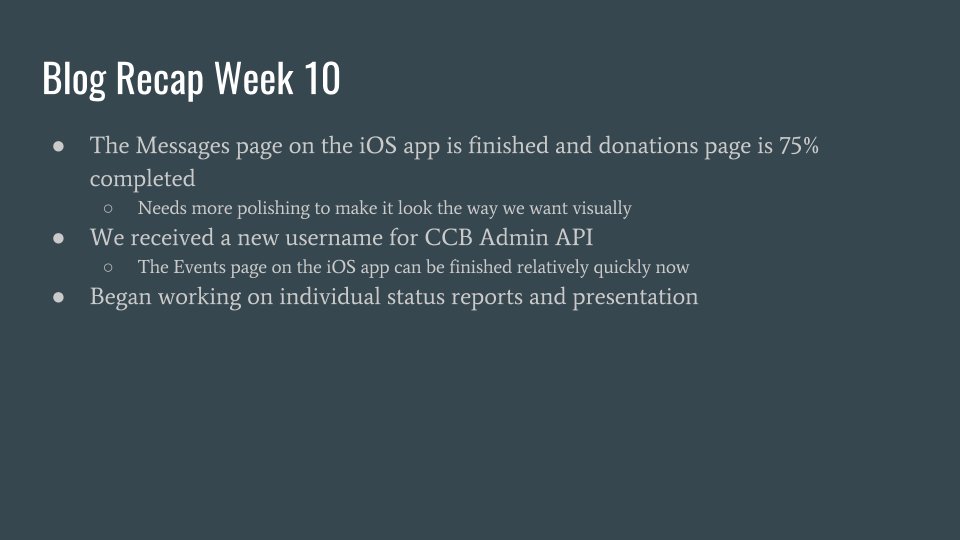 Blog Recap Week 10
● The Messages page on the iOS app is finished and donations page is 75%
completed
○ Needs more polishing to make it look the way we want visually
● We received a new username for CCB Admin API
○ The Events page on the iOS app can be finished relatively quickly now
● Began working on individual status reports and presentation